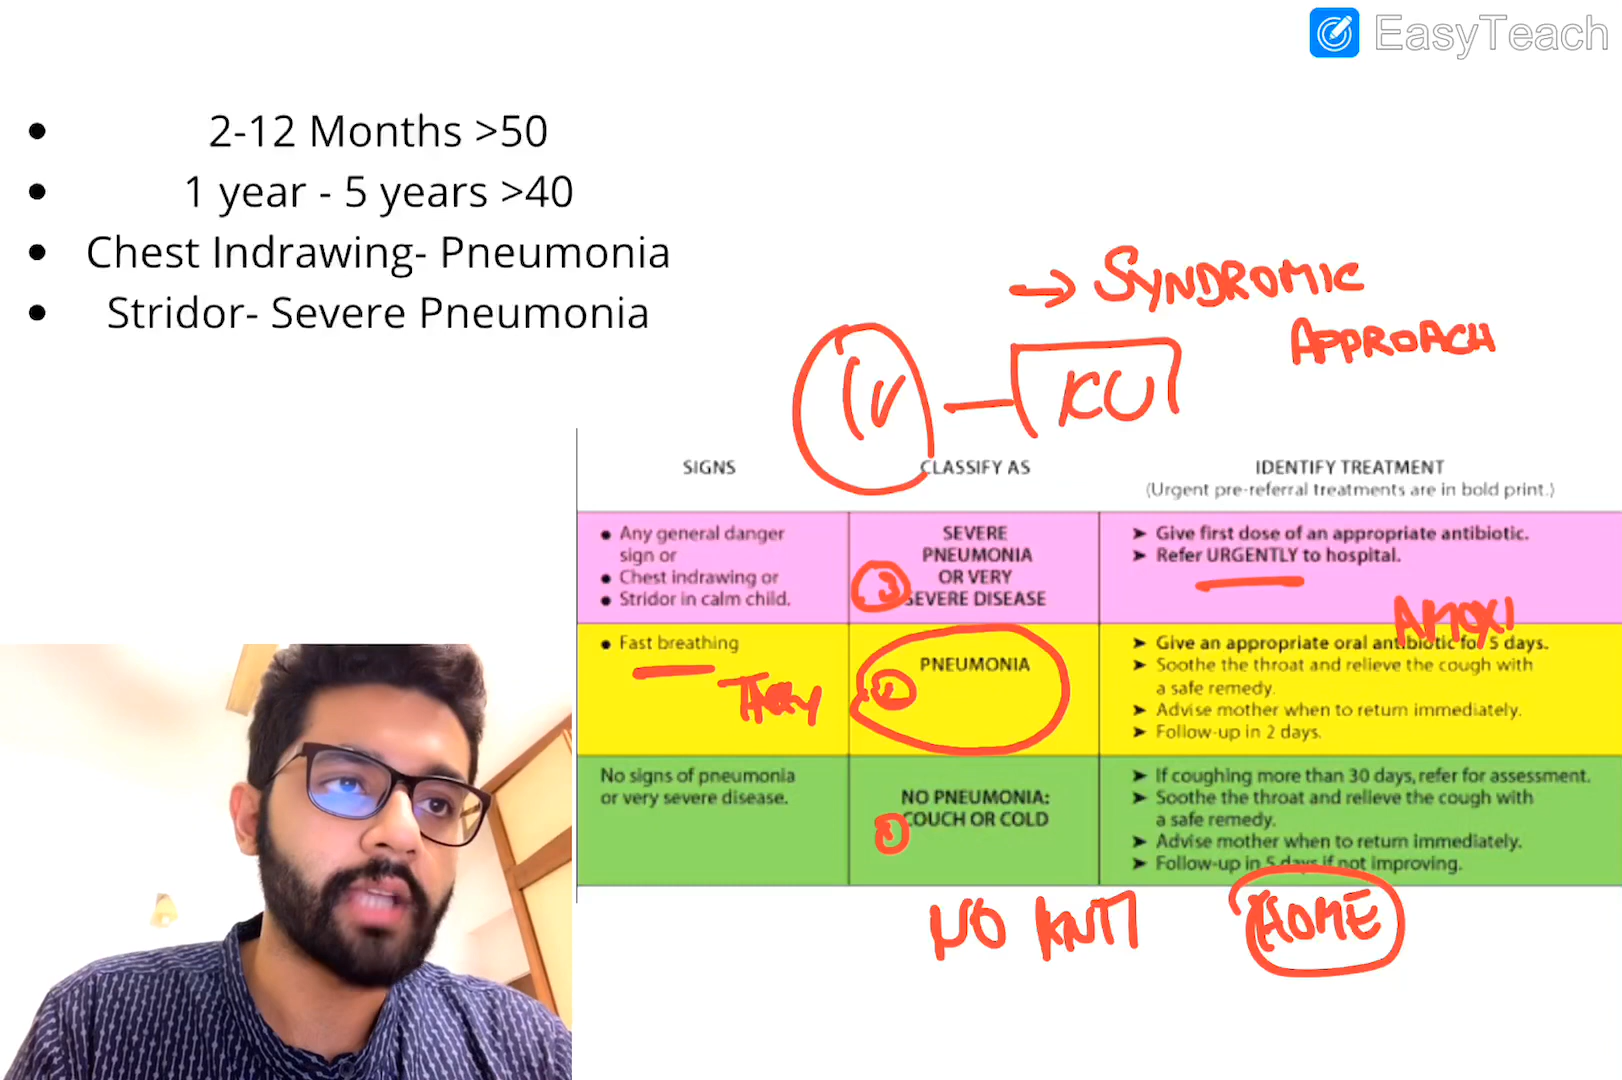 EasyTeach
• 2-12 Months >50
• 1 year - 5 years >40
• Chest Indrawing- Pneumonia
• Stridor- Severe Pneumonia
→ SYNDROMIC
APPROACH
IV — ICU
SIGNS
CLASSIFY AS
IDENTIFY TREATMENT
(Urgent pre-referral treatments are in bold print.)
• Any general danger
sign or
• Chest indrawing or
• Stridor in calm child.
SEVERE
PNEUMONIA
OR VERY
SEVERE DISEASE
3
➤ Give first dose of an appropriate antibiotic.
➤ Refer URGENTLY to hospital.
AMOXI
• Fast breathing
PNEUMONIA
➤ Give an appropriate oral antibiotic for 5 days.
➤ Soothe the throat and relieve the cough with
a safe remedy.
➤ Advise mother when to return immediately.
➤ Follow-up in 2 days.
No signs of pneumonia
or very severe disease.
NO PNEUMONIA:
COUCH OR COLD
➤ If coughing more than 30 days, refer for assessment.
➤ Soothe the throat and relieve the cough with
a safe remedy.
➤ Advise mother when to return immediately.
➤ Follow-up in 5 days if not improving.
NO ANTI
HOME